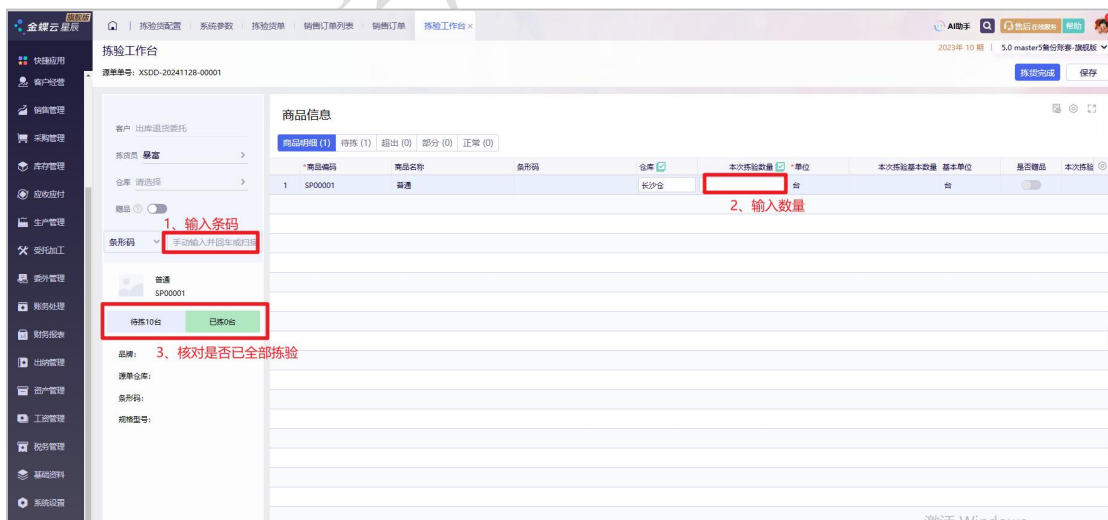 金蝶云星辰 旗舰版
拣验货配置 系统参数 拣验货单 销售订单列表 销售订单 拣验工作台 ×
AI助手 售后在线服务 帮助
拣验工作台
2023年 10 期 5.0 master5备份账套-旗舰版
源单单号: XSDD-20241128-00001
拣货完成 保存
快捷应用
客户经营
销售管理
采购管理
库存管理
应收应付
生产管理
受托加工
委外管理
账务处理
财务报表
出纳管理
资产管理
工资管理
税务管理
基础资料
系统设置
客户 出库退货委托
拣货员 暴富
仓库 请选择
赠品
1、输入条码
条形码 手动输入并回车或扫描
普通
SP00001
待拣10台 已拣0台
3、核对是否已全部拣验
品牌:
源单仓库:
条形码:
规格型号:
商品信息
商品明细 (1) 待拣 (1) 超出 (0) 部分 (0) 正常 (0)
*商品编码 商品名称 条形码 仓库 本次拣验数量 *单位 本次拣验基本数量 基本单位 是否赠品 本次拣验
1 SP00001 普通 长沙仓 台 台
2、输入数量
激活 Windows